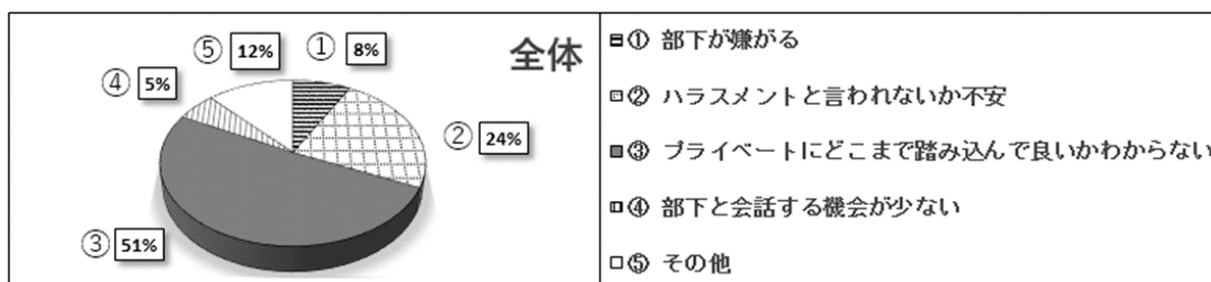 全体
① 8%
② 24%
③ 51%
④ 5%
⑤ 12%
① 部下が嫌がる
② ハラスメントと言われないか不安
③ プライベートにどこまで踏み込んで良いかわからない
④ 部下と会話する機会が少ない
⑤ その他